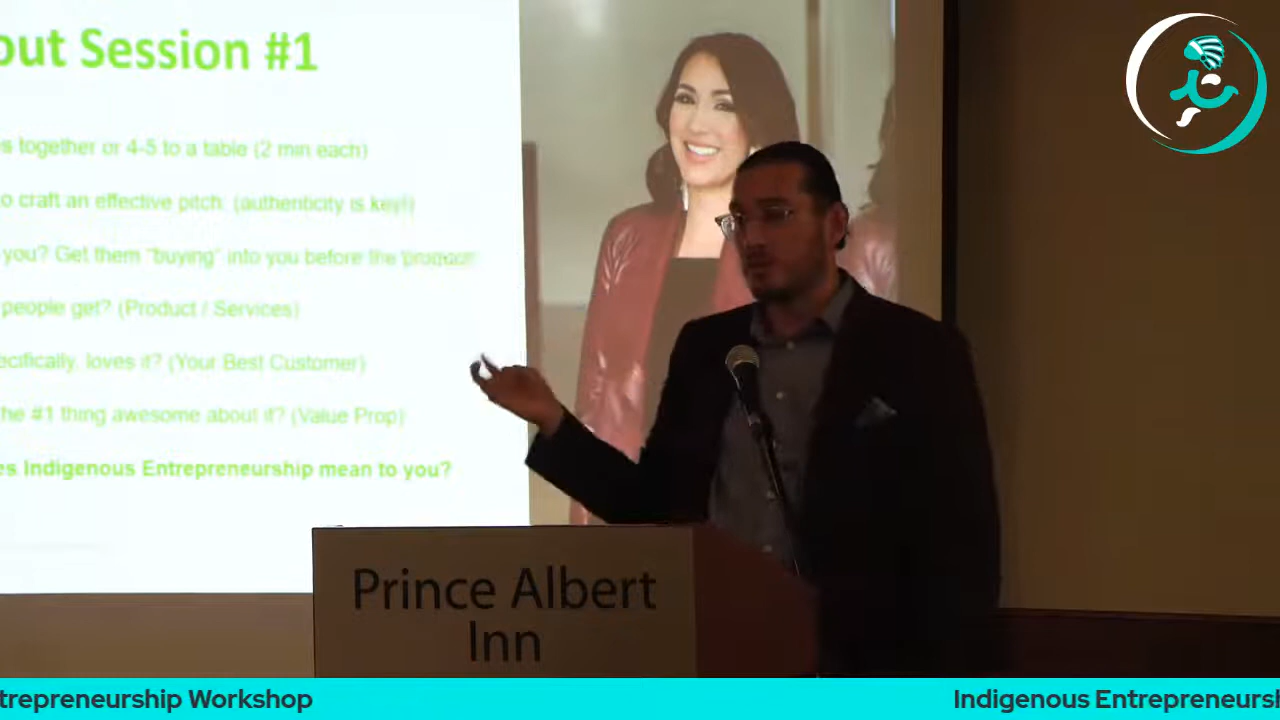 out Session #1
s together or 4-5 to a table (2 min each)
o craft an effective pitch. (authenticity is key!)
you? Get them "buying" into you before the product
people get? (Product / Services)
ecifically, loves it? (Your Best Customer)
he #1 thing awesome about it? (Value Prop)
es Indigenous Entrepreneurship mean to you?
Prince Albert
Inn
trepreneurship Workshop
Indigenous Entrepreneursh